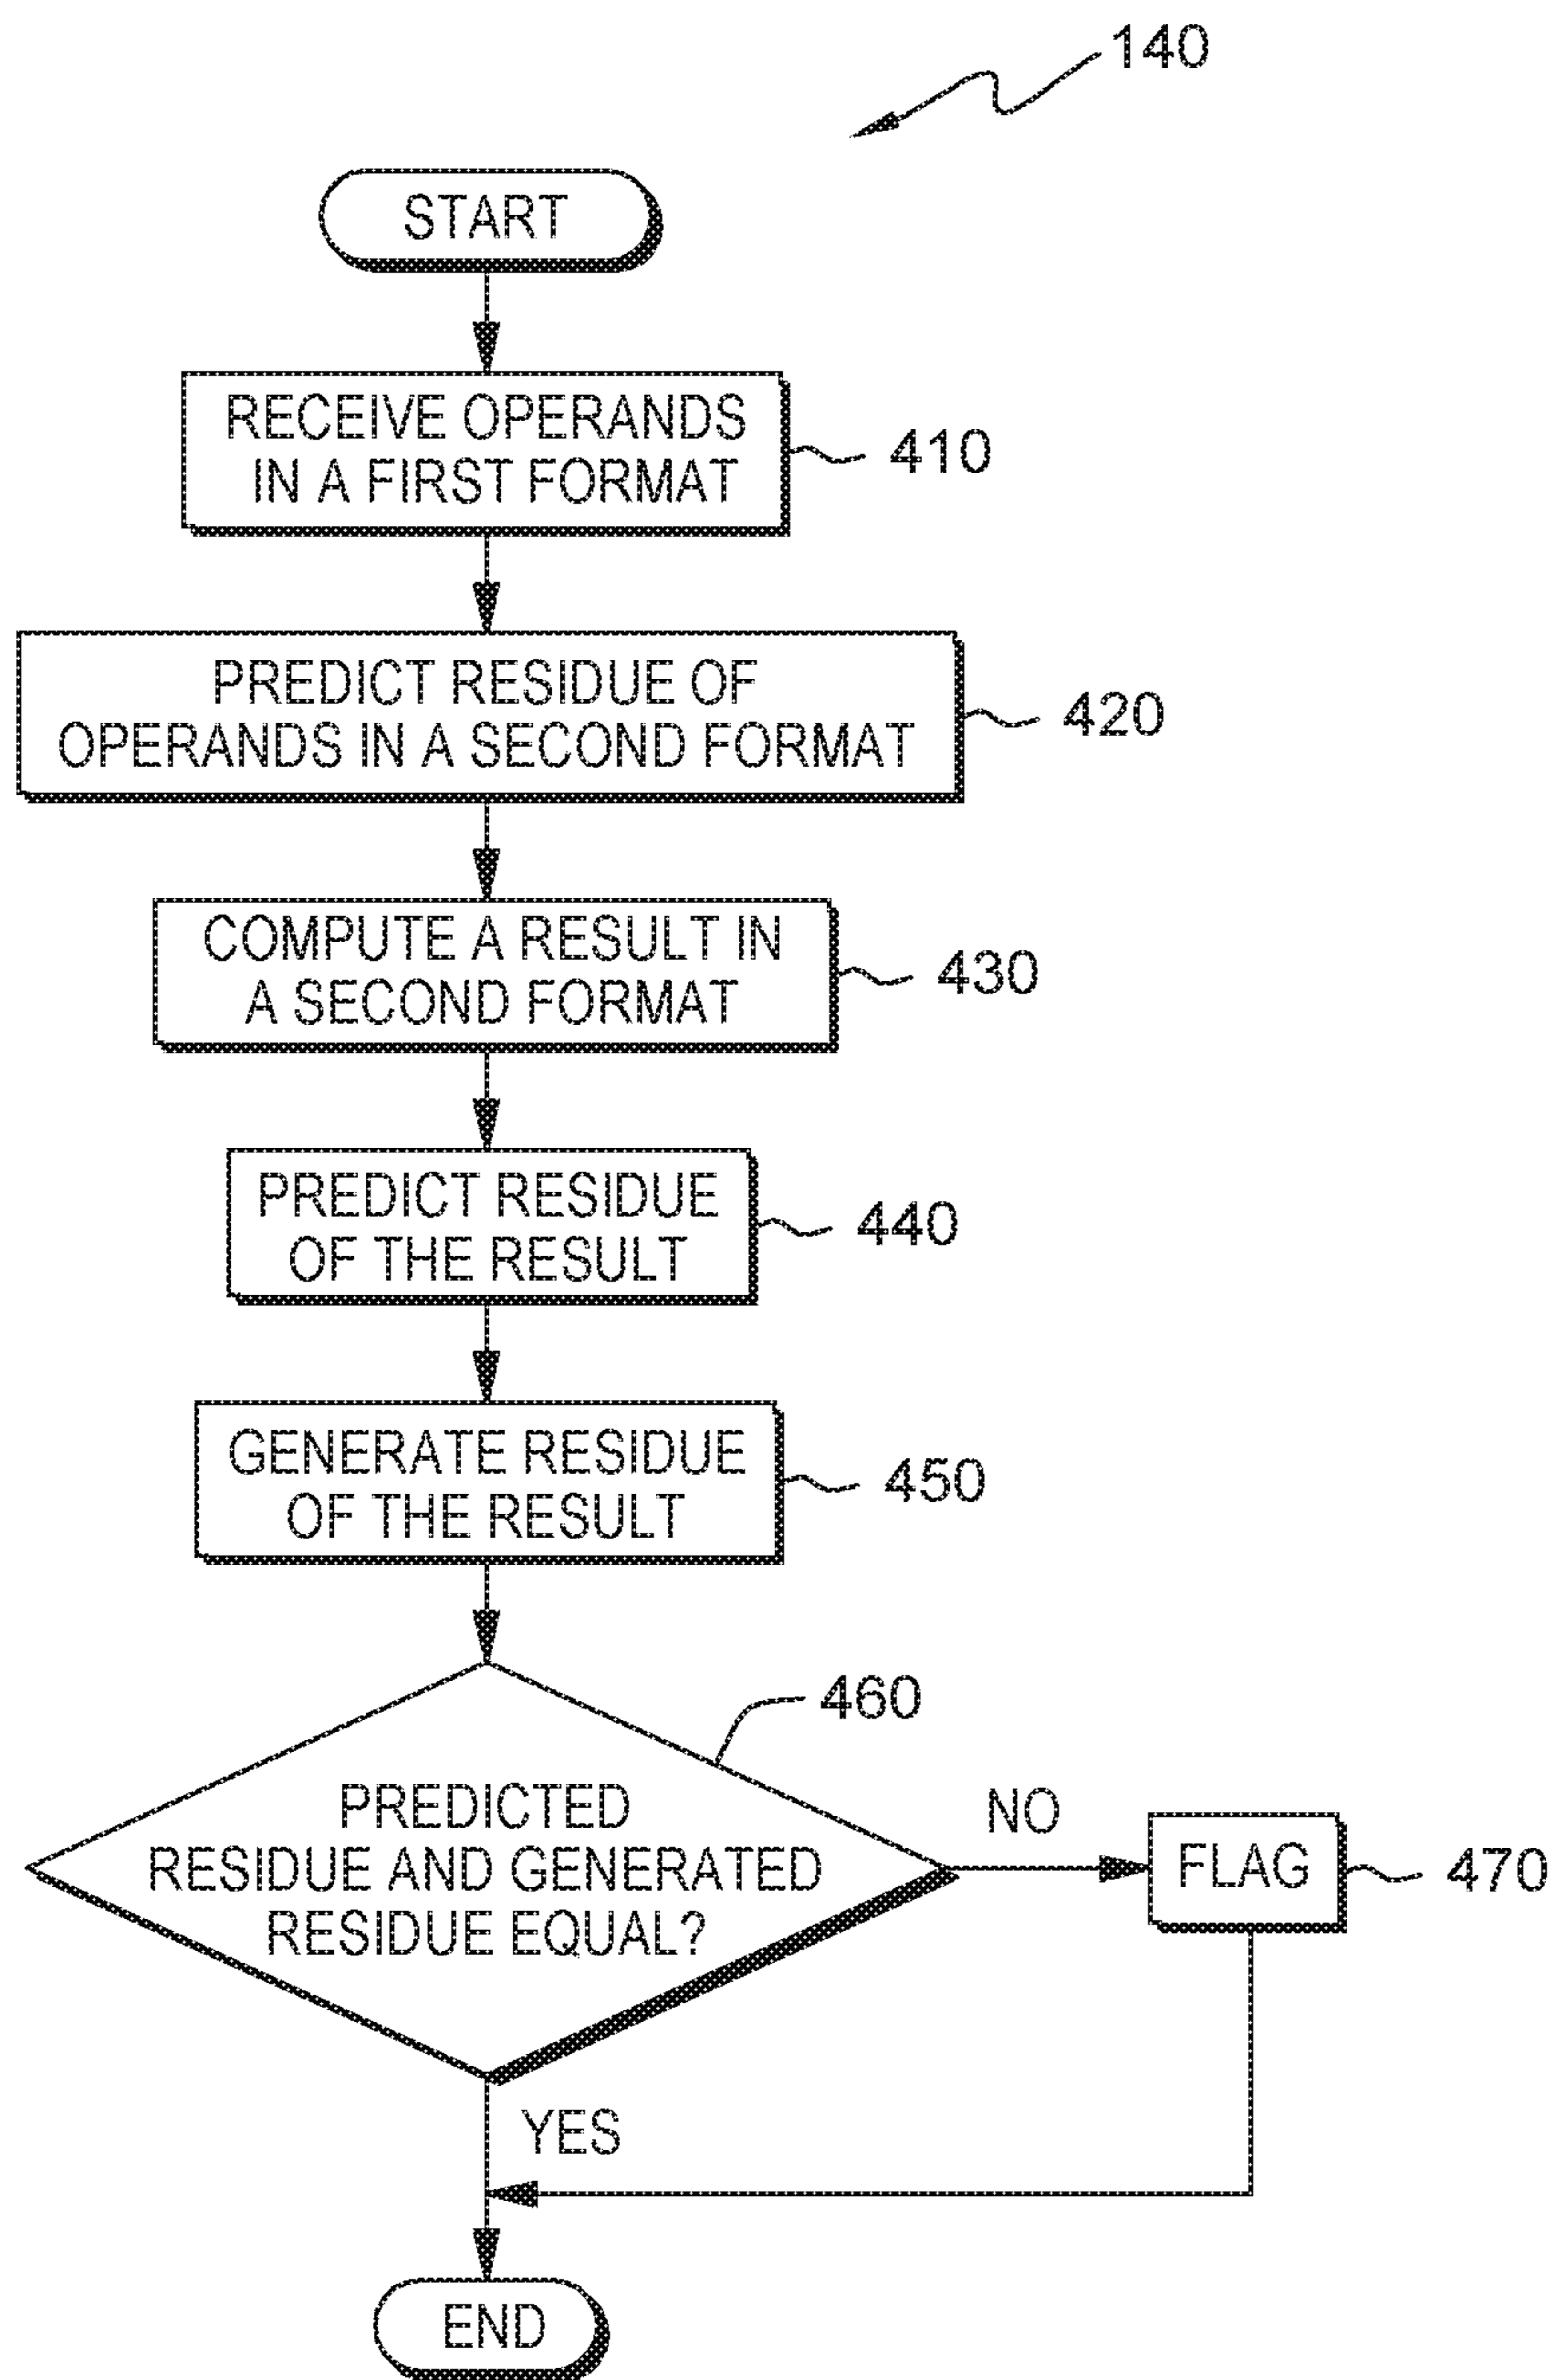 140
START
RECEIVE OPERANDS
IN A FIRST FORMAT
410
PREDICT RESIDUE OF
OPERANDS IN A SECOND FORMAT
420
COMPUTE A RESULT IN
A SECOND FORMAT
430
PREDICT RESIDUE
OF THE RESULT
440
GENERATE RESIDUE
OF THE RESULT
450
460
PREDICTED
RESIDUE AND GENERATED
RESIDUE EQUAL?
NO
FLAG
470
YES
END